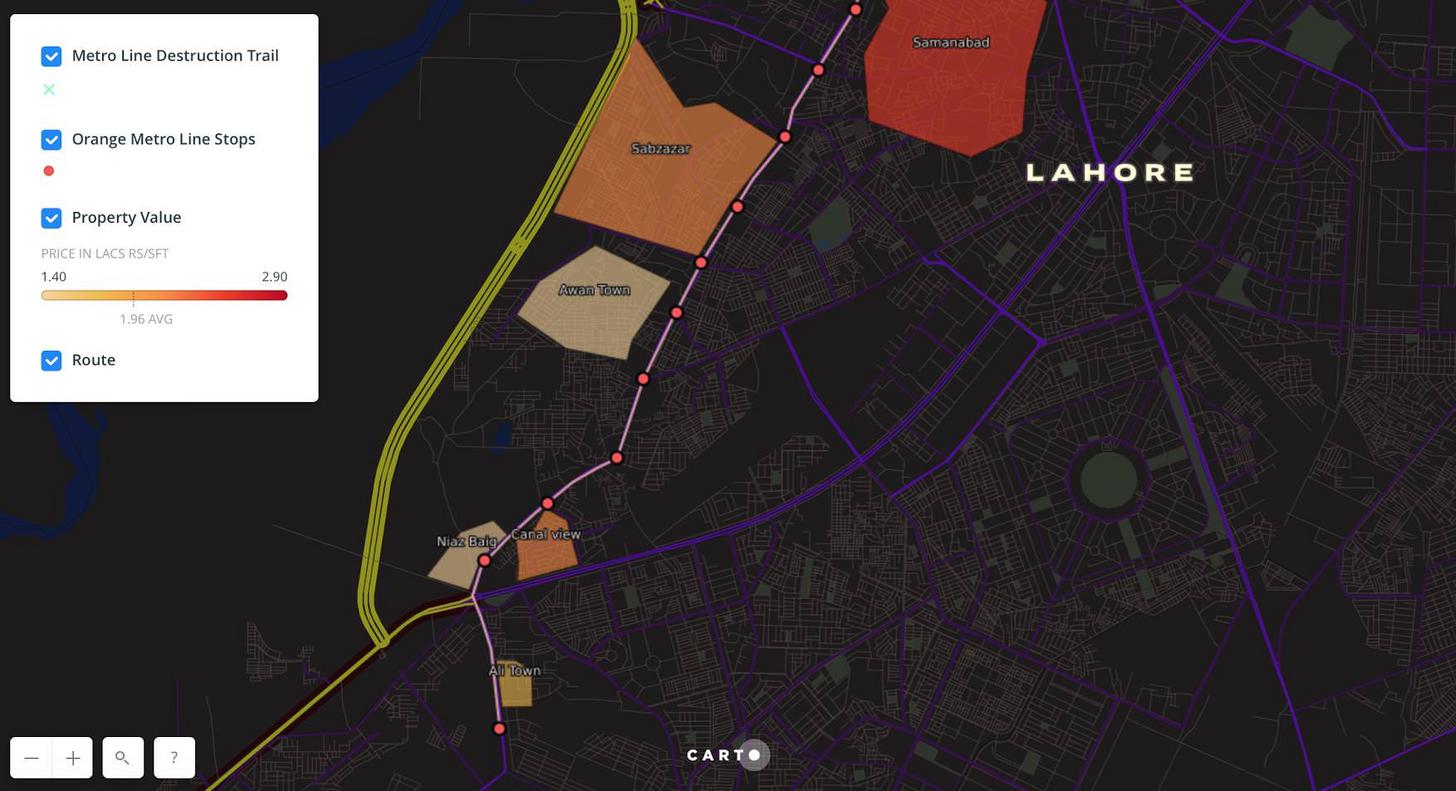 Metro Line Destruction Trail
Orange Metro Line Stops
Property Value
PRICE IN LACS RS/SFT
1.40 2.90
1.96 AVG
Route
Samanabad
Sabzazar
LAHORE
Awan Town
Niaz Baig
Canal view
Ali Town
?
CARTO